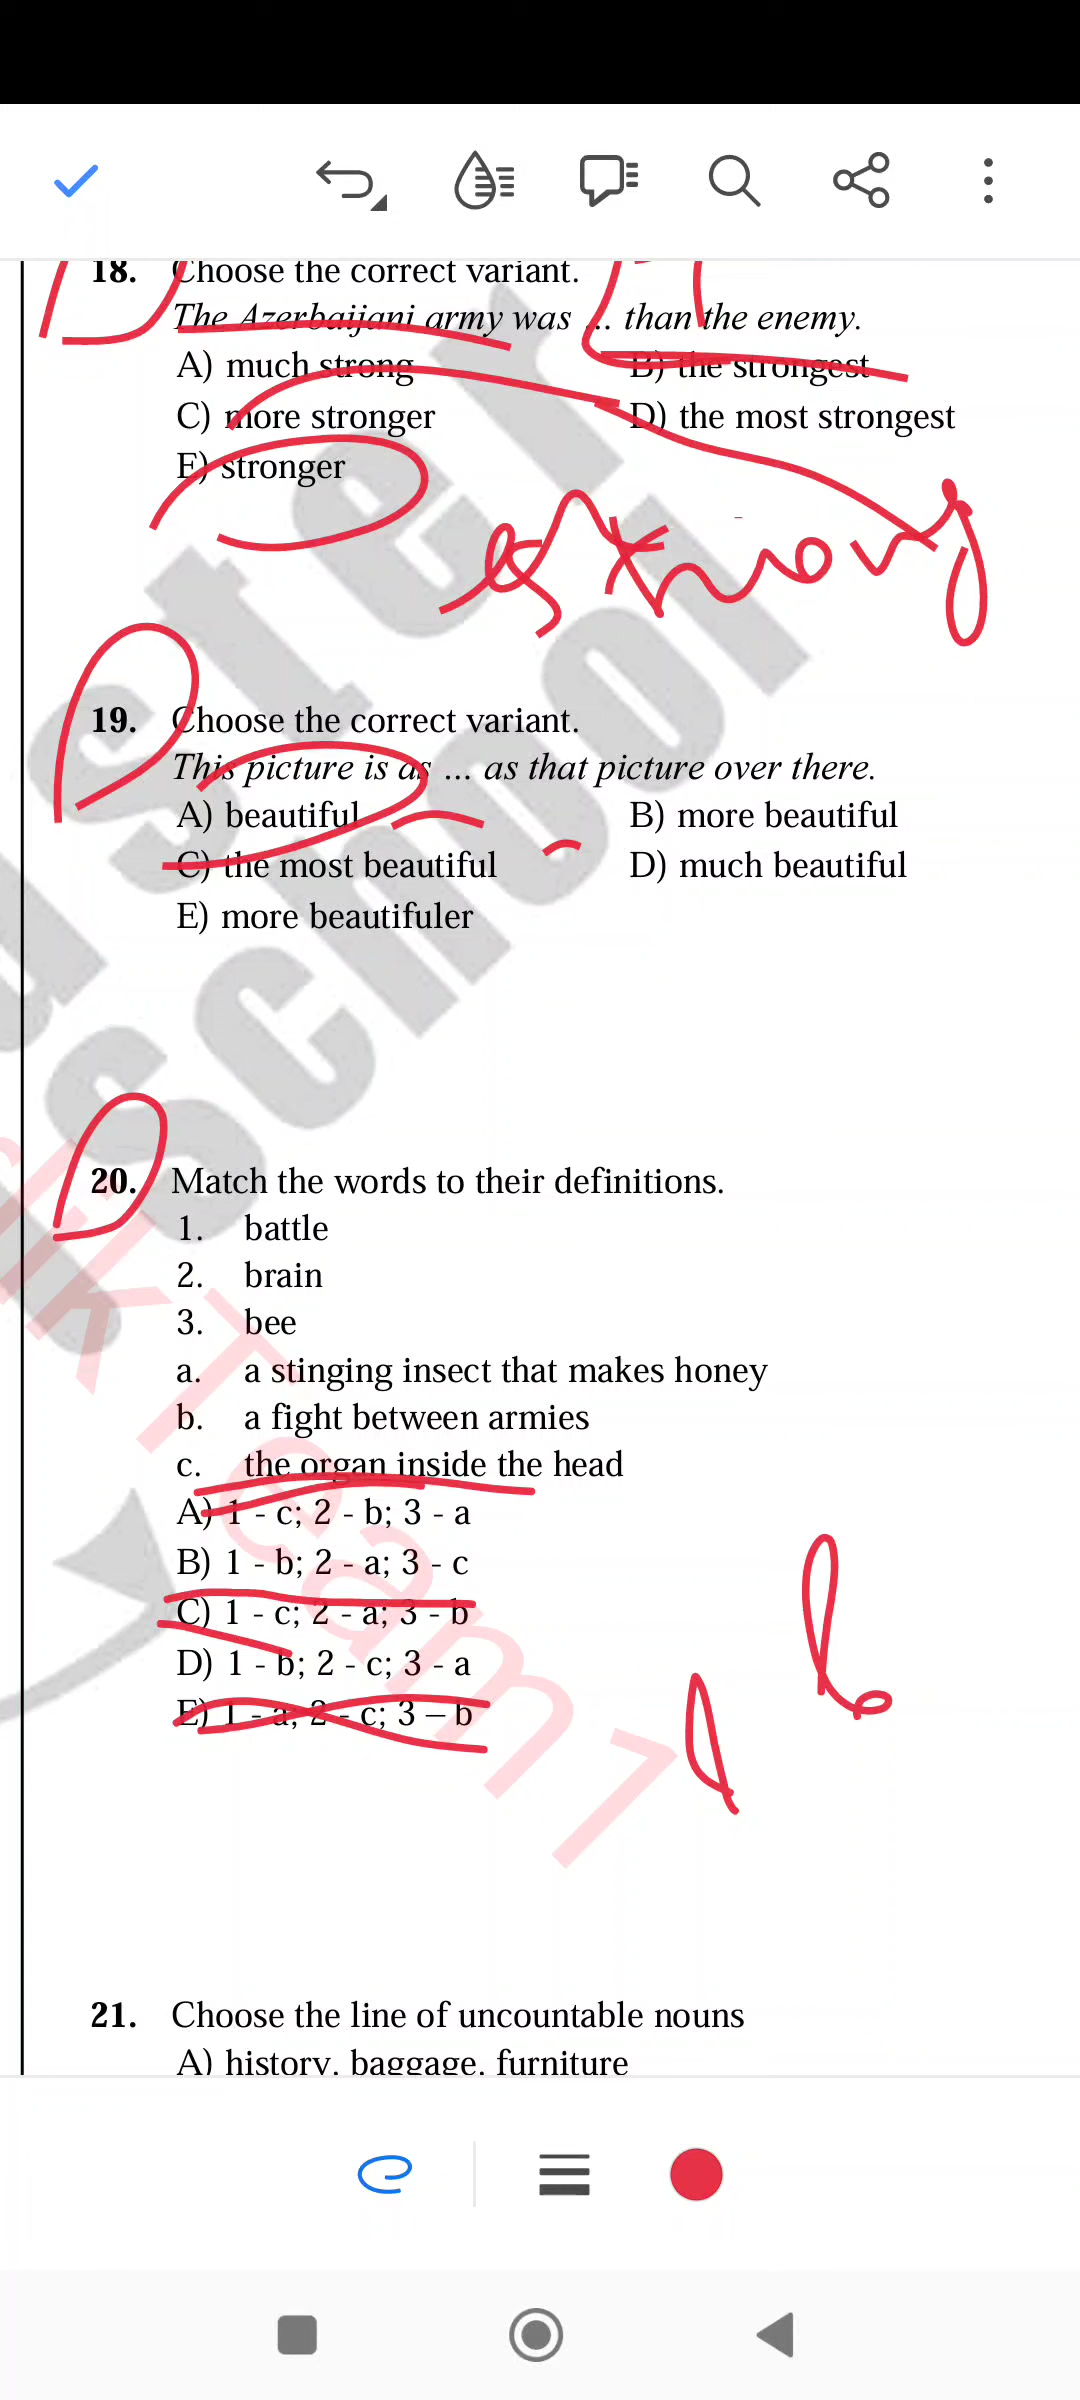 18. Choose the correct variant.
The Azerbaijani army was ... than the enemy.
A) much strong B) the strongest
C) more stronger D) the most strongest
E) stronger
strong
19. Choose the correct variant.
This picture is as ... as that picture over there.
A) beautiful B) more beautiful
C) the most beautiful D) much beautiful
E) more beautifuler
20. Match the words to their definitions.
1. battle
2. brain
3. bee
a. a stinging insect that makes honey
b. a fight between armies
c. the organ inside the head
A) 1 - c; 2 - b; 3 - a
B) 1 - b; 2 - a; 3 - c
C) 1 - c; 2 - a; 3 - b
D) 1 - b; 2 - c; 3 - a
E) 1 - a; 2 - c; 3 – b
21. Choose the line of uncountable nouns
A) history, baggage, furniture
school
Team1